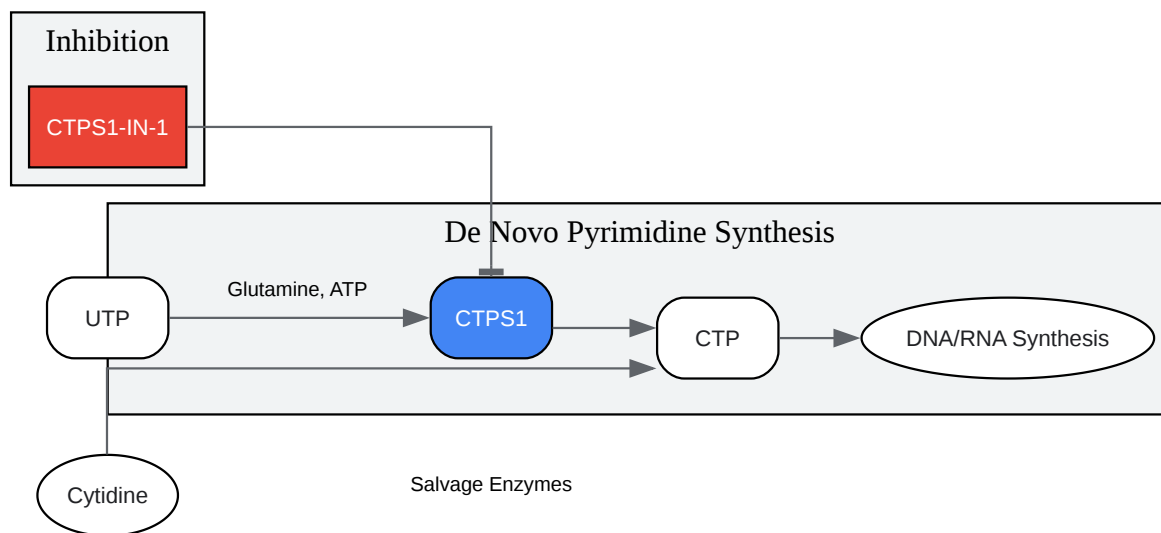 Inhibition
CTPS1-IN-1
De Novo Pyrimidine Synthesis
Glutamine, ATP
UTP
CTPS1
CTP
DNA/RNA Synthesis
Salvage Enzymes
Cytidine